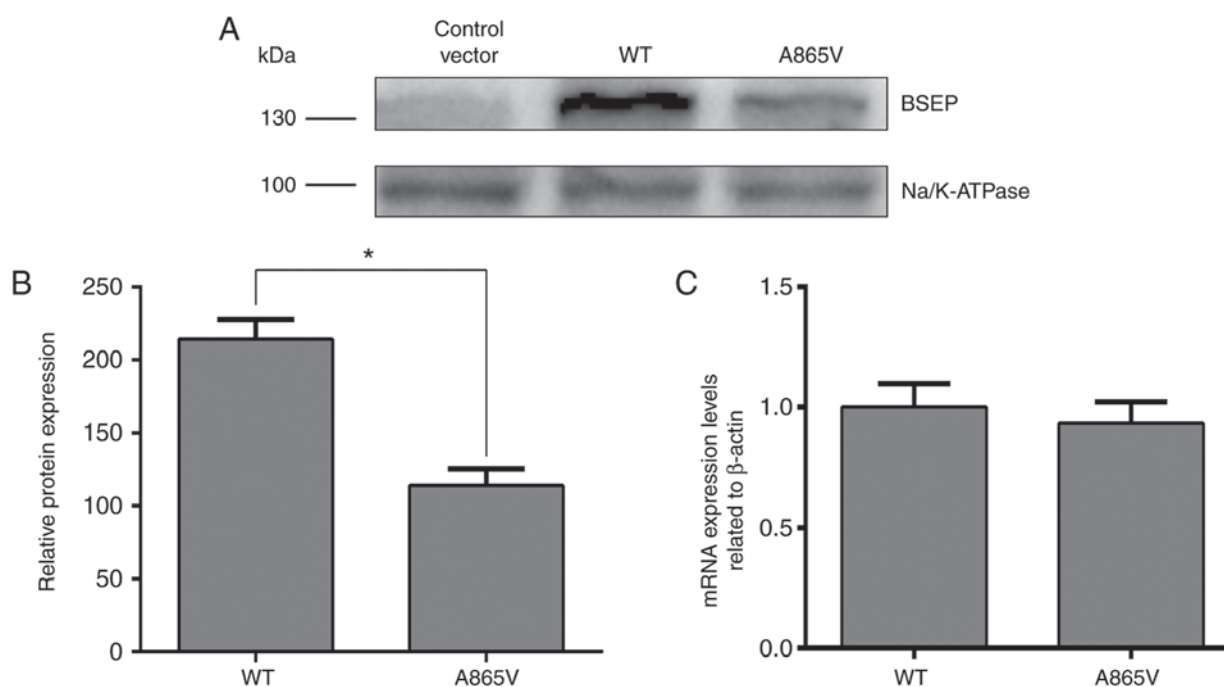 A
kDa
Control
vector
WT
A865V
130
BSEP
100
Na/K-ATPase
B
*
Relative protein expression
250
200
150
100
50
0
WT
A865V
C
mRNA expression levels
related to β-actin
1.5
1.0
0.5
0.0
WT
A865V